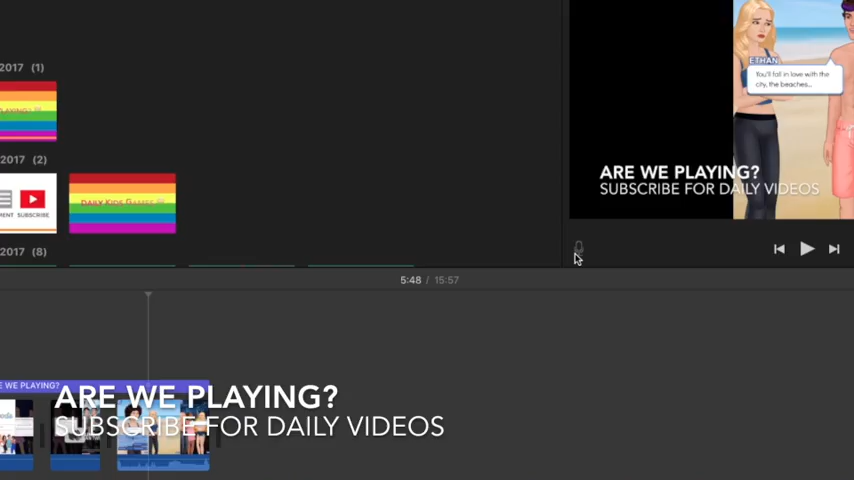 2017 (1)
PLAYING?
2017 (2)
MENT SUBSCRIBE
DAILY KIDS GAMES
2017 (8)
ETHAN
You'll fall in love with the
city, the beaches...
ARE WE PLAYING?
SUBSCRIBE FOR DAILY VIDEOS
5:48 / 15:57
E WE PLAYING?
ARE WE PLAYING?
SUBSCRIBE FOR DAILY VIDEOS